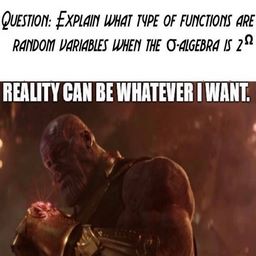 Question: Explain what type of functions are
random variables when the σ-algebra is 2^Ω
REALITY CAN BE WHATEVER I WANT.